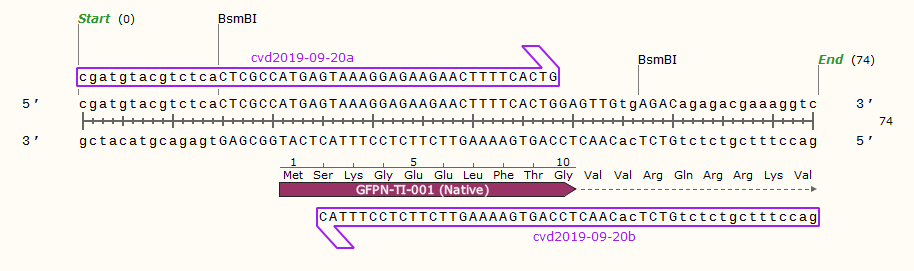 Start (0) BsmBI
cvd2019-09-20a
BsmBI End (74)
cgatgtacgtctcaCTCGCCATGAGTAAAGGAGAAGAACTTTTCACTG
5’ cgatgtacgtctcaCTCGCCATGAGTAAAGGAGAAGAACTTTTCACTGGAGTTGtgAGACagagacgaaaggtc 3’
74
3’ gctacatgcagagtGAGCGGTACTCATTTCCTCTTCTTGAAAAGTGACCTCAACacTCTGtctctgctttccag 5’
1 5 10
Met Ser Lys Gly Glu Glu Leu Phe Thr Gly Val Val Arg Gln Arg Arg Lys Val
GFPN-TI-001 (Native)
CATTTCCTCTTCTTGAAAAGTGACCTCAACacTCTGtctctgctttccag
cvd2019-09-20b